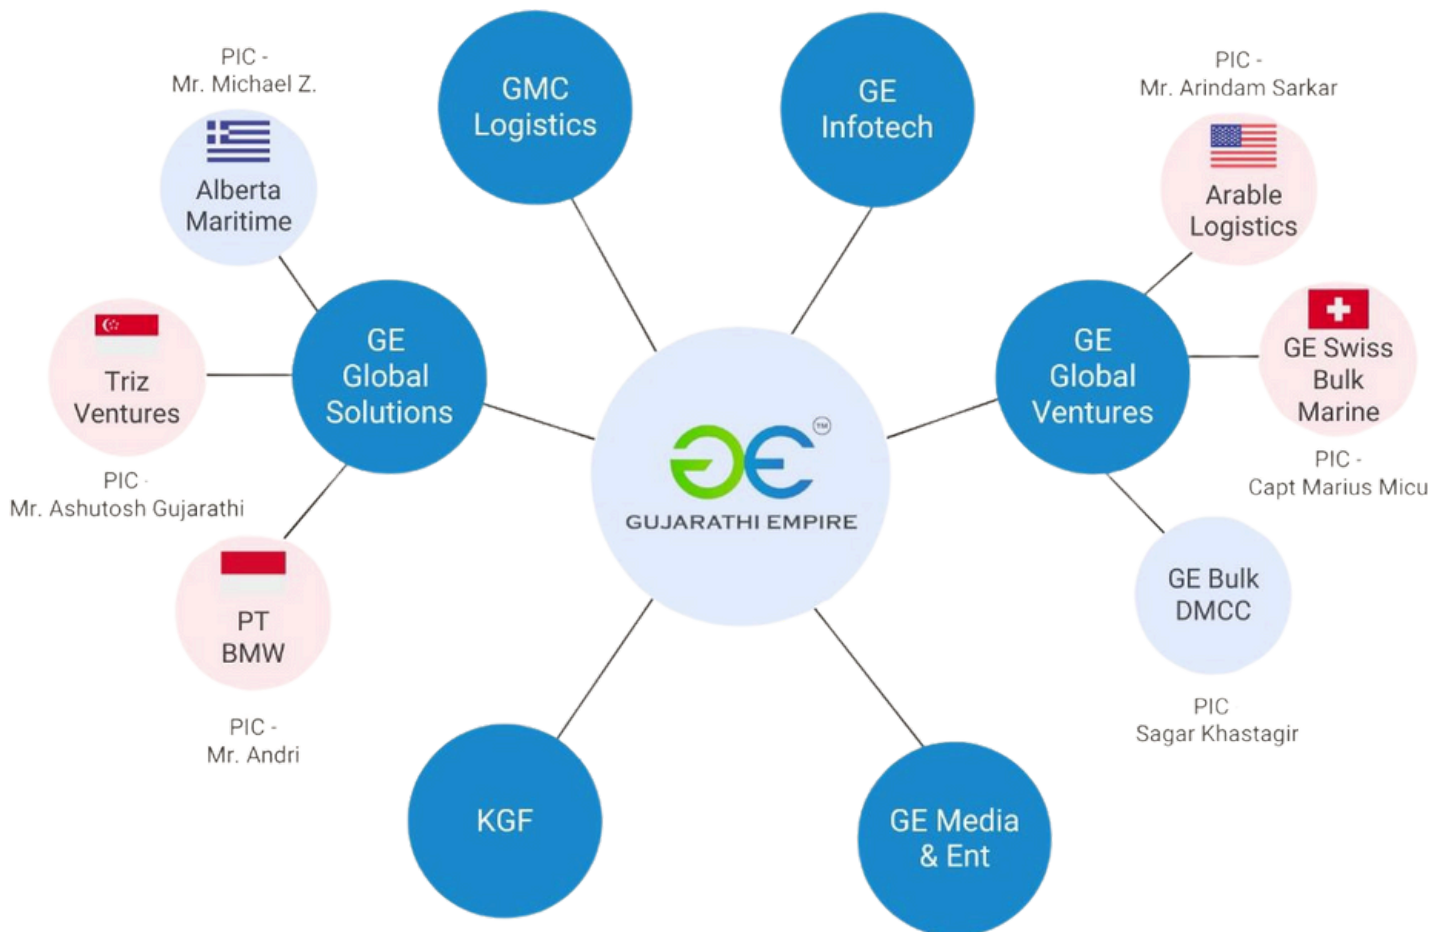 PIC -
Mr. Michael Z.
Alberta
Maritime
GMC
Logistics
GE
Infotech
PIC -
Mr. Arindam Sarkar
Arable
Logistics
Triz
Ventures
PIC -
Mr. Ashutosh Gujarathi
GE
Global
Solutions
GE
Global
Ventures
GE Swiss
Bulk
Marine
PIC -
Capt Marius Micu
GE
TM
GUJARATHI EMPIRE
PT
BMW
PIC -
Mr. Andri
GE Bulk
DMCC
PIC
Sagar Khastagir
KGF
GE Media
& Ent